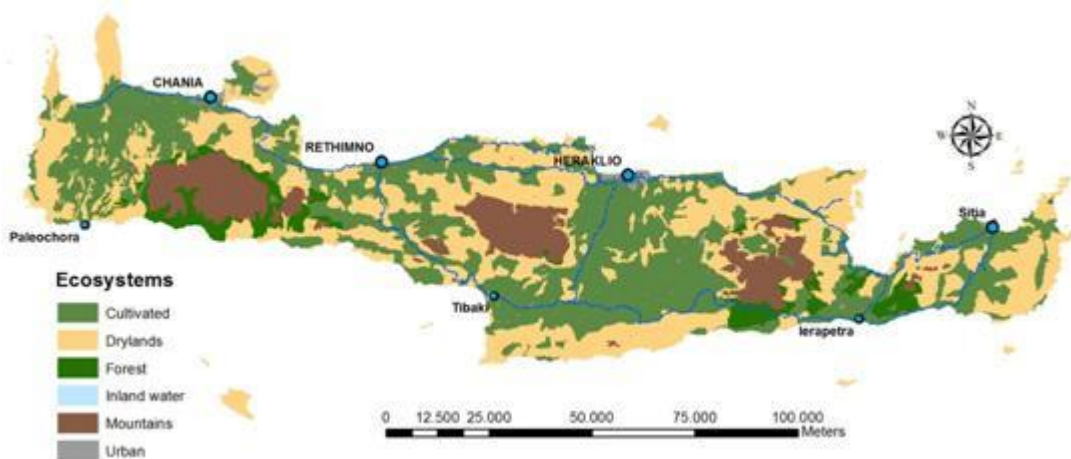 CHANIA
RETHIMNO
HERAKLIO
N
W E
S
Sitia
Paleochora
Tibaki
Ierapetra
Ecosystems
Cultivated
Drylands
Forest
Inland water
Mountains
Urban
0 12.500 25.000 50.000 75.000 100.000
Meters